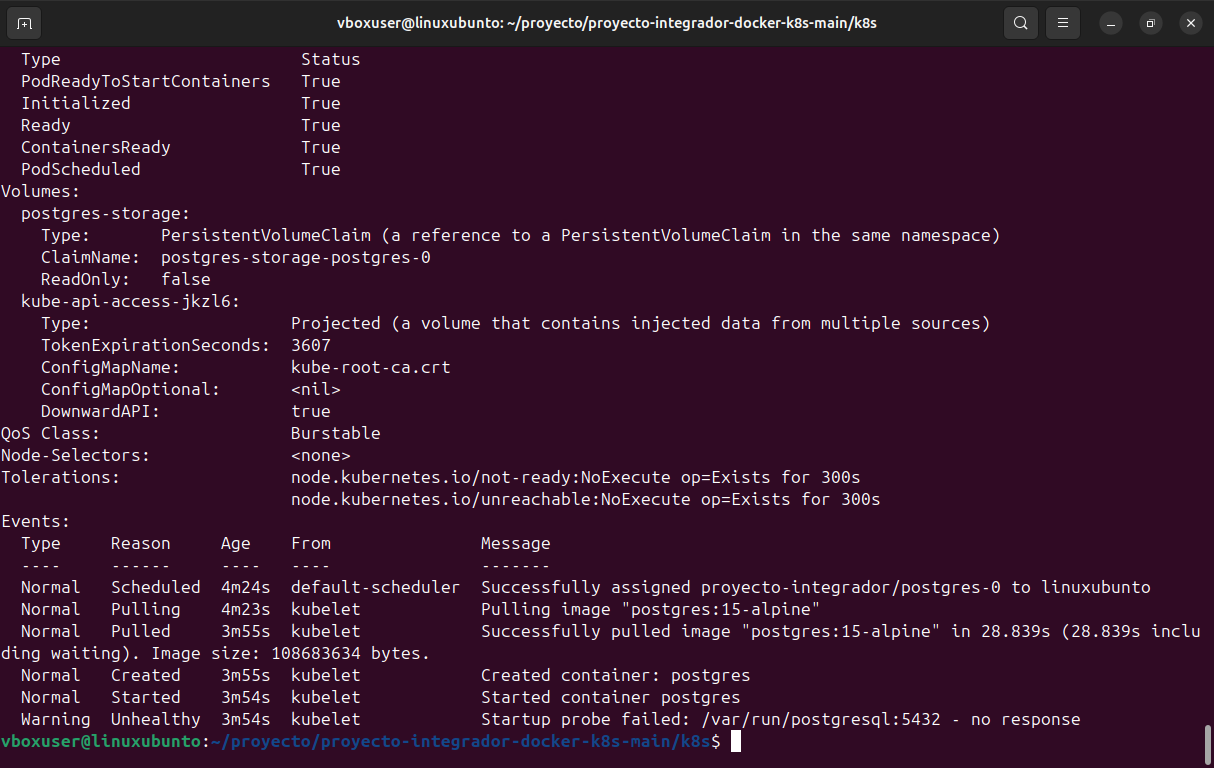 vboxuser@linuxubunto: ~/proyecto/proyecto-integrador-docker-k8s-main/k8s
  Type                        Status
  PodReadyToStartContainers   True
  Initialized                 True
  Ready                       True
  ContainersReady             True
  PodScheduled                True
Volumes:
  postgres-storage:
    Type:       PersistentVolumeClaim (a reference to a PersistentVolumeClaim in the same namespace)
    ClaimName:  postgres-storage-postgres-0
    ReadOnly:   false
  kube-api-access-jkzl6:
    Type:                    Projected (a volume that contains injected data from multiple sources)
    TokenExpirationSeconds:  3607
    ConfigMapName:           kube-root-ca.crt
    ConfigMapOptional:       <nil>
    DownwardAPI:             true
QoS Class:                   Burstable
Node-Selectors:              <none>
Tolerations:                 node.kubernetes.io/not-ready:NoExecute op=Exists for 300s
                             node.kubernetes.io/unreachable:NoExecute op=Exists for 300s
Events:
  Type     Reason     Age    From               Message
  ----     ------     ----   ----               -------
  Normal   Scheduled  4m24s  default-scheduler  Successfully assigned proyecto-integrador/postgres-0 to linuxubunto
  Normal   Pulling    4m23s  kubelet            Pulling image "postgres:15-alpine"
  Normal   Pulled     3m55s  kubelet            Successfully pulled image "postgres:15-alpine" in 28.839s (28.839s inclu
ding waiting). Image size: 108683634 bytes.
  Normal   Created    3m55s  kubelet            Created container: postgres
  Normal   Started    3m54s  kubelet            Started container postgres
  Warning  Unhealthy  3m54s  kubelet            Startup probe failed: /var/run/postgresql:5432 - no response
vboxuser@linuxubunto:~/proyecto/proyecto-integrador-docker-k8s-main/k8s$